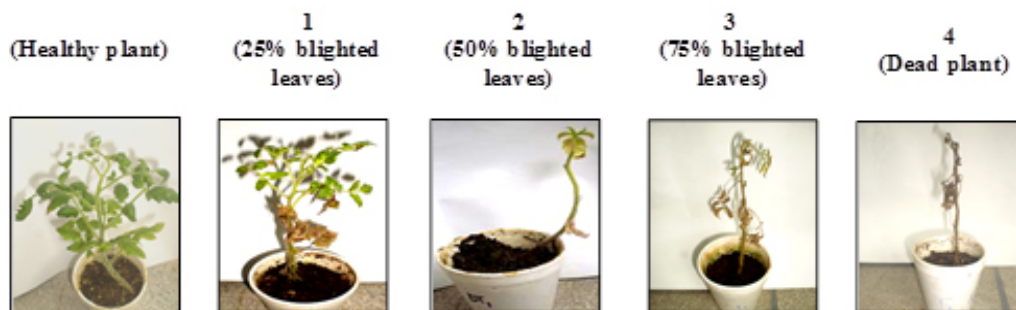 (Healthy plant)
1
(25% blighted
leaves)
2
(50% blighted
leaves)
3
(75% blighted
leaves)
4
(Dead plant)